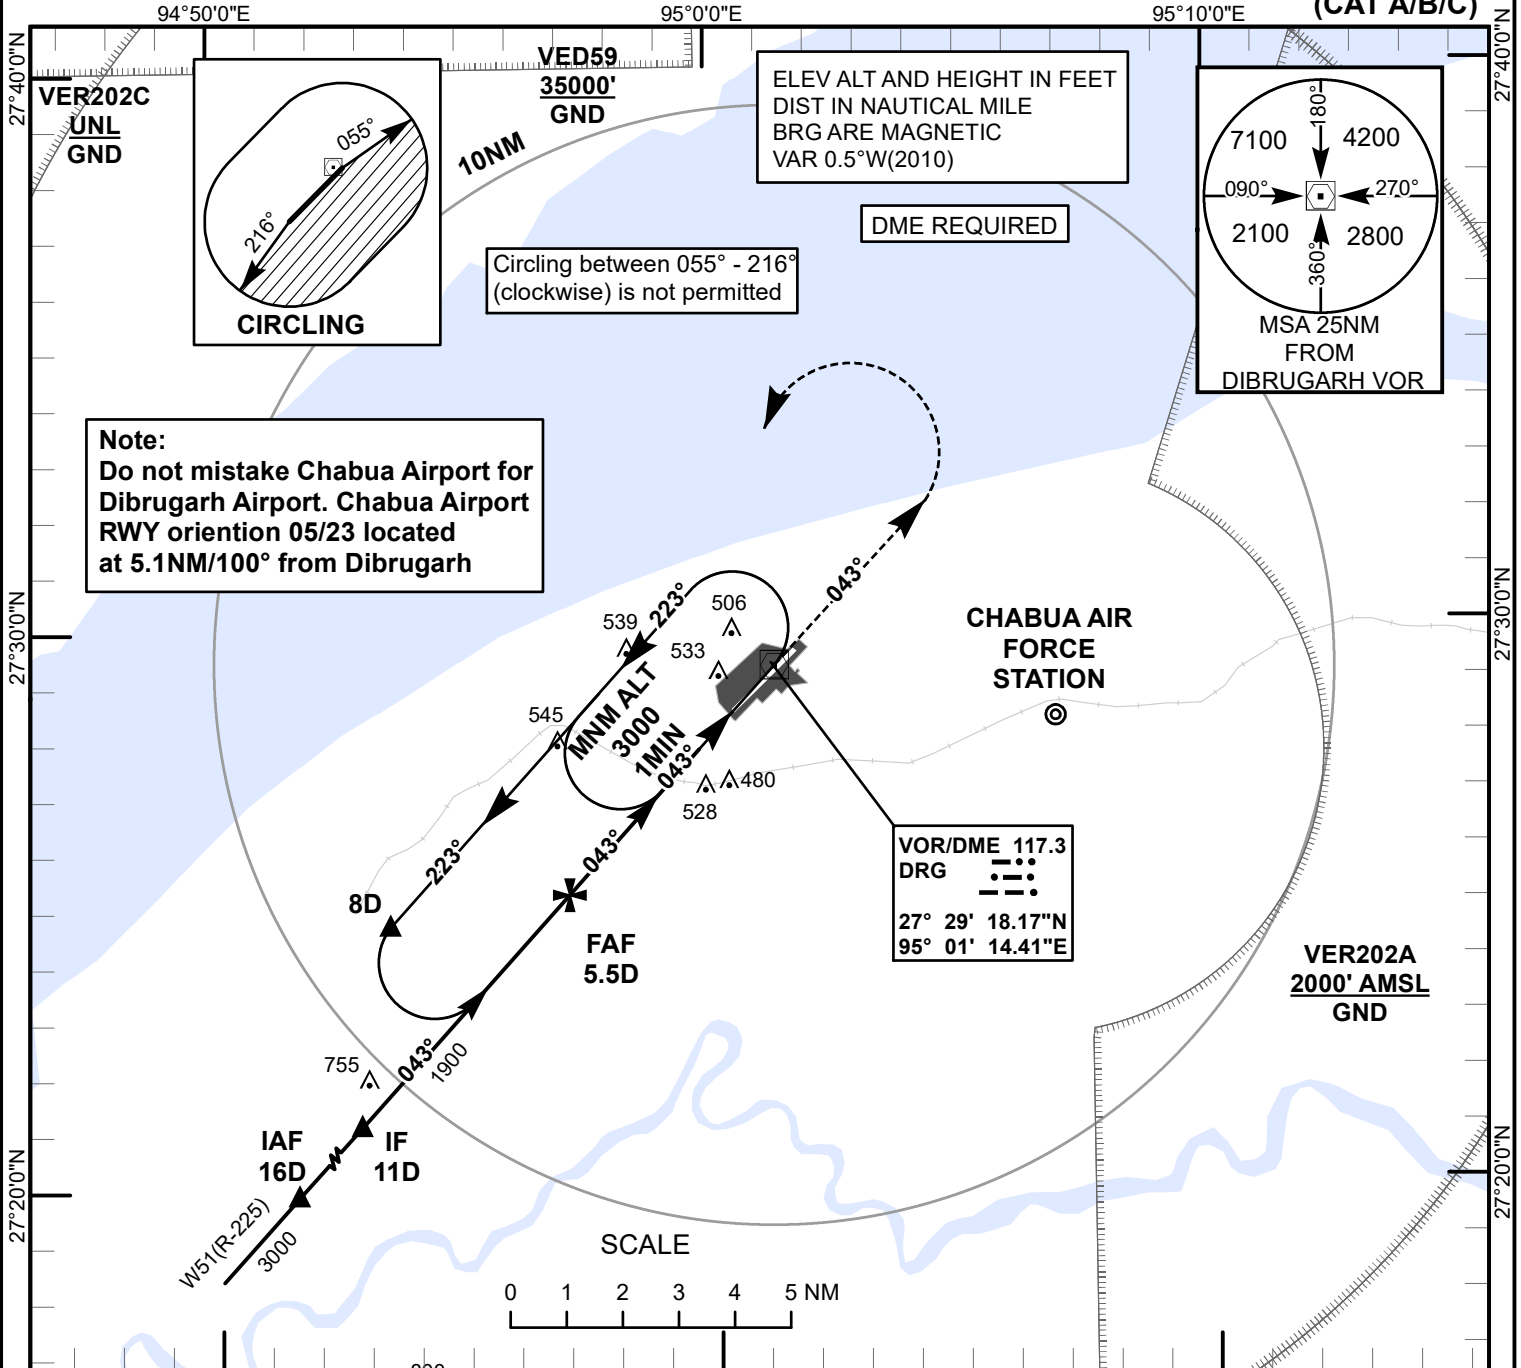 (CAT A/B/C)
94°50'0"E
95°0'0"E
95°10'0"E
27°40'0"N
27°40'0"N
VER202C
UNL
GND
055°
216°
CIRCLING
VED59
35000'
GND
10NM
ELEV ALT AND HEIGHT IN FEET
DIST IN NAUTICAL MILE
BRG ARE MAGNETIC
VAR 0.5°W(2010)
DME REQUIRED
Circling between 055° - 216°
(clockwise) is not permitted
180°
7100
4200
090°
270°
2100
2800
360°
MSA 25NM
FROM
DIBRUGARH VOR
Note:
Do not mistake Chabua Airport for
Dibrugarh Airport. Chabua Airport
RWY oriention 05/23 located
at 5.1NM/100° from Dibrugarh
27°30'0"N
27°30'0"N
043°
223°
506
539
533
545
MNM ALT
3000
1MIN
043°
528
480
CHABUA AIR
FORCE
STATION
VOR/DME 117.3
DRG
27° 29' 18.17"N
95° 01' 14.41"E
223°
043°
8D
FAF
5.5D
VER202A
2000' AMSL
GND
755
043°
1900
IAF
16D
IF
11D
W51(R-225)
3000
27°20'0"N
27°20'0"N
SCALE
0 1 2 3 4 5 NM